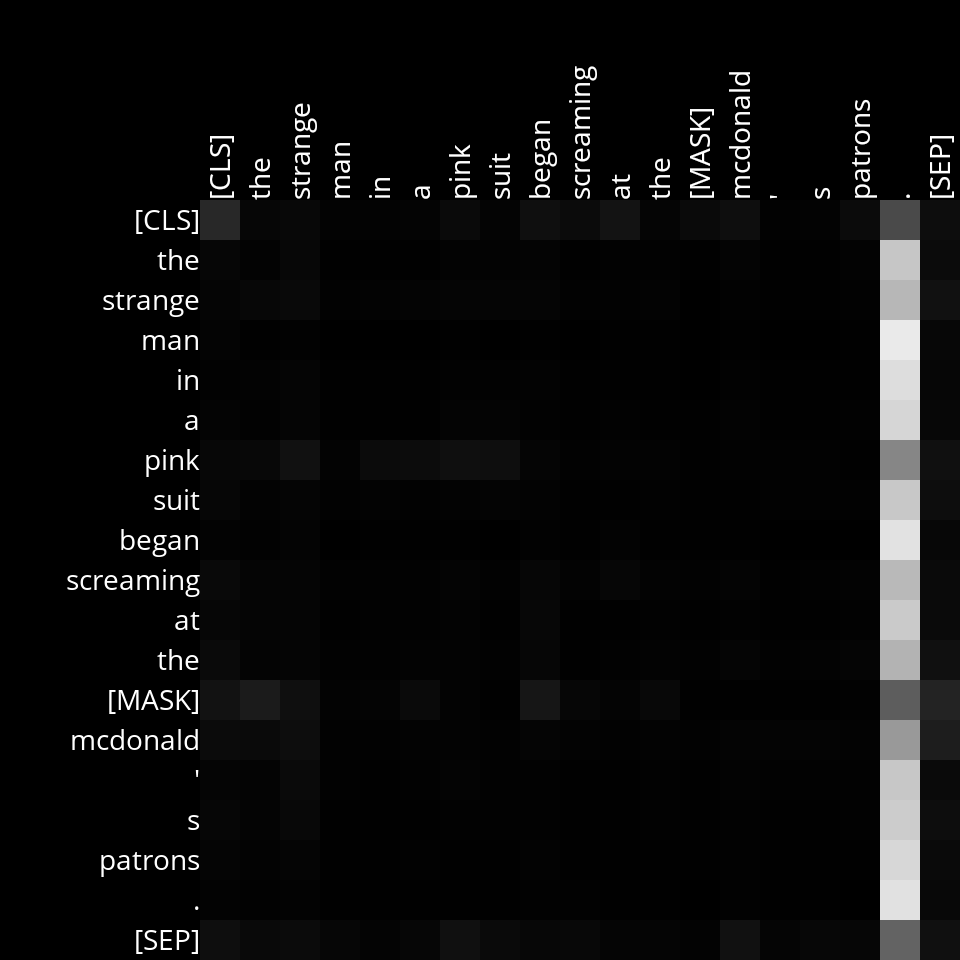 [CLS] the strange man in a pink suit began screaming at the [MASK] mcdonald ' s patrons . [SEP]
[CLS]
the
strange
man
in
a
pink
suit
began
screaming
at
the
[MASK]
mcdonald
'
s
patrons
.
[SEP]